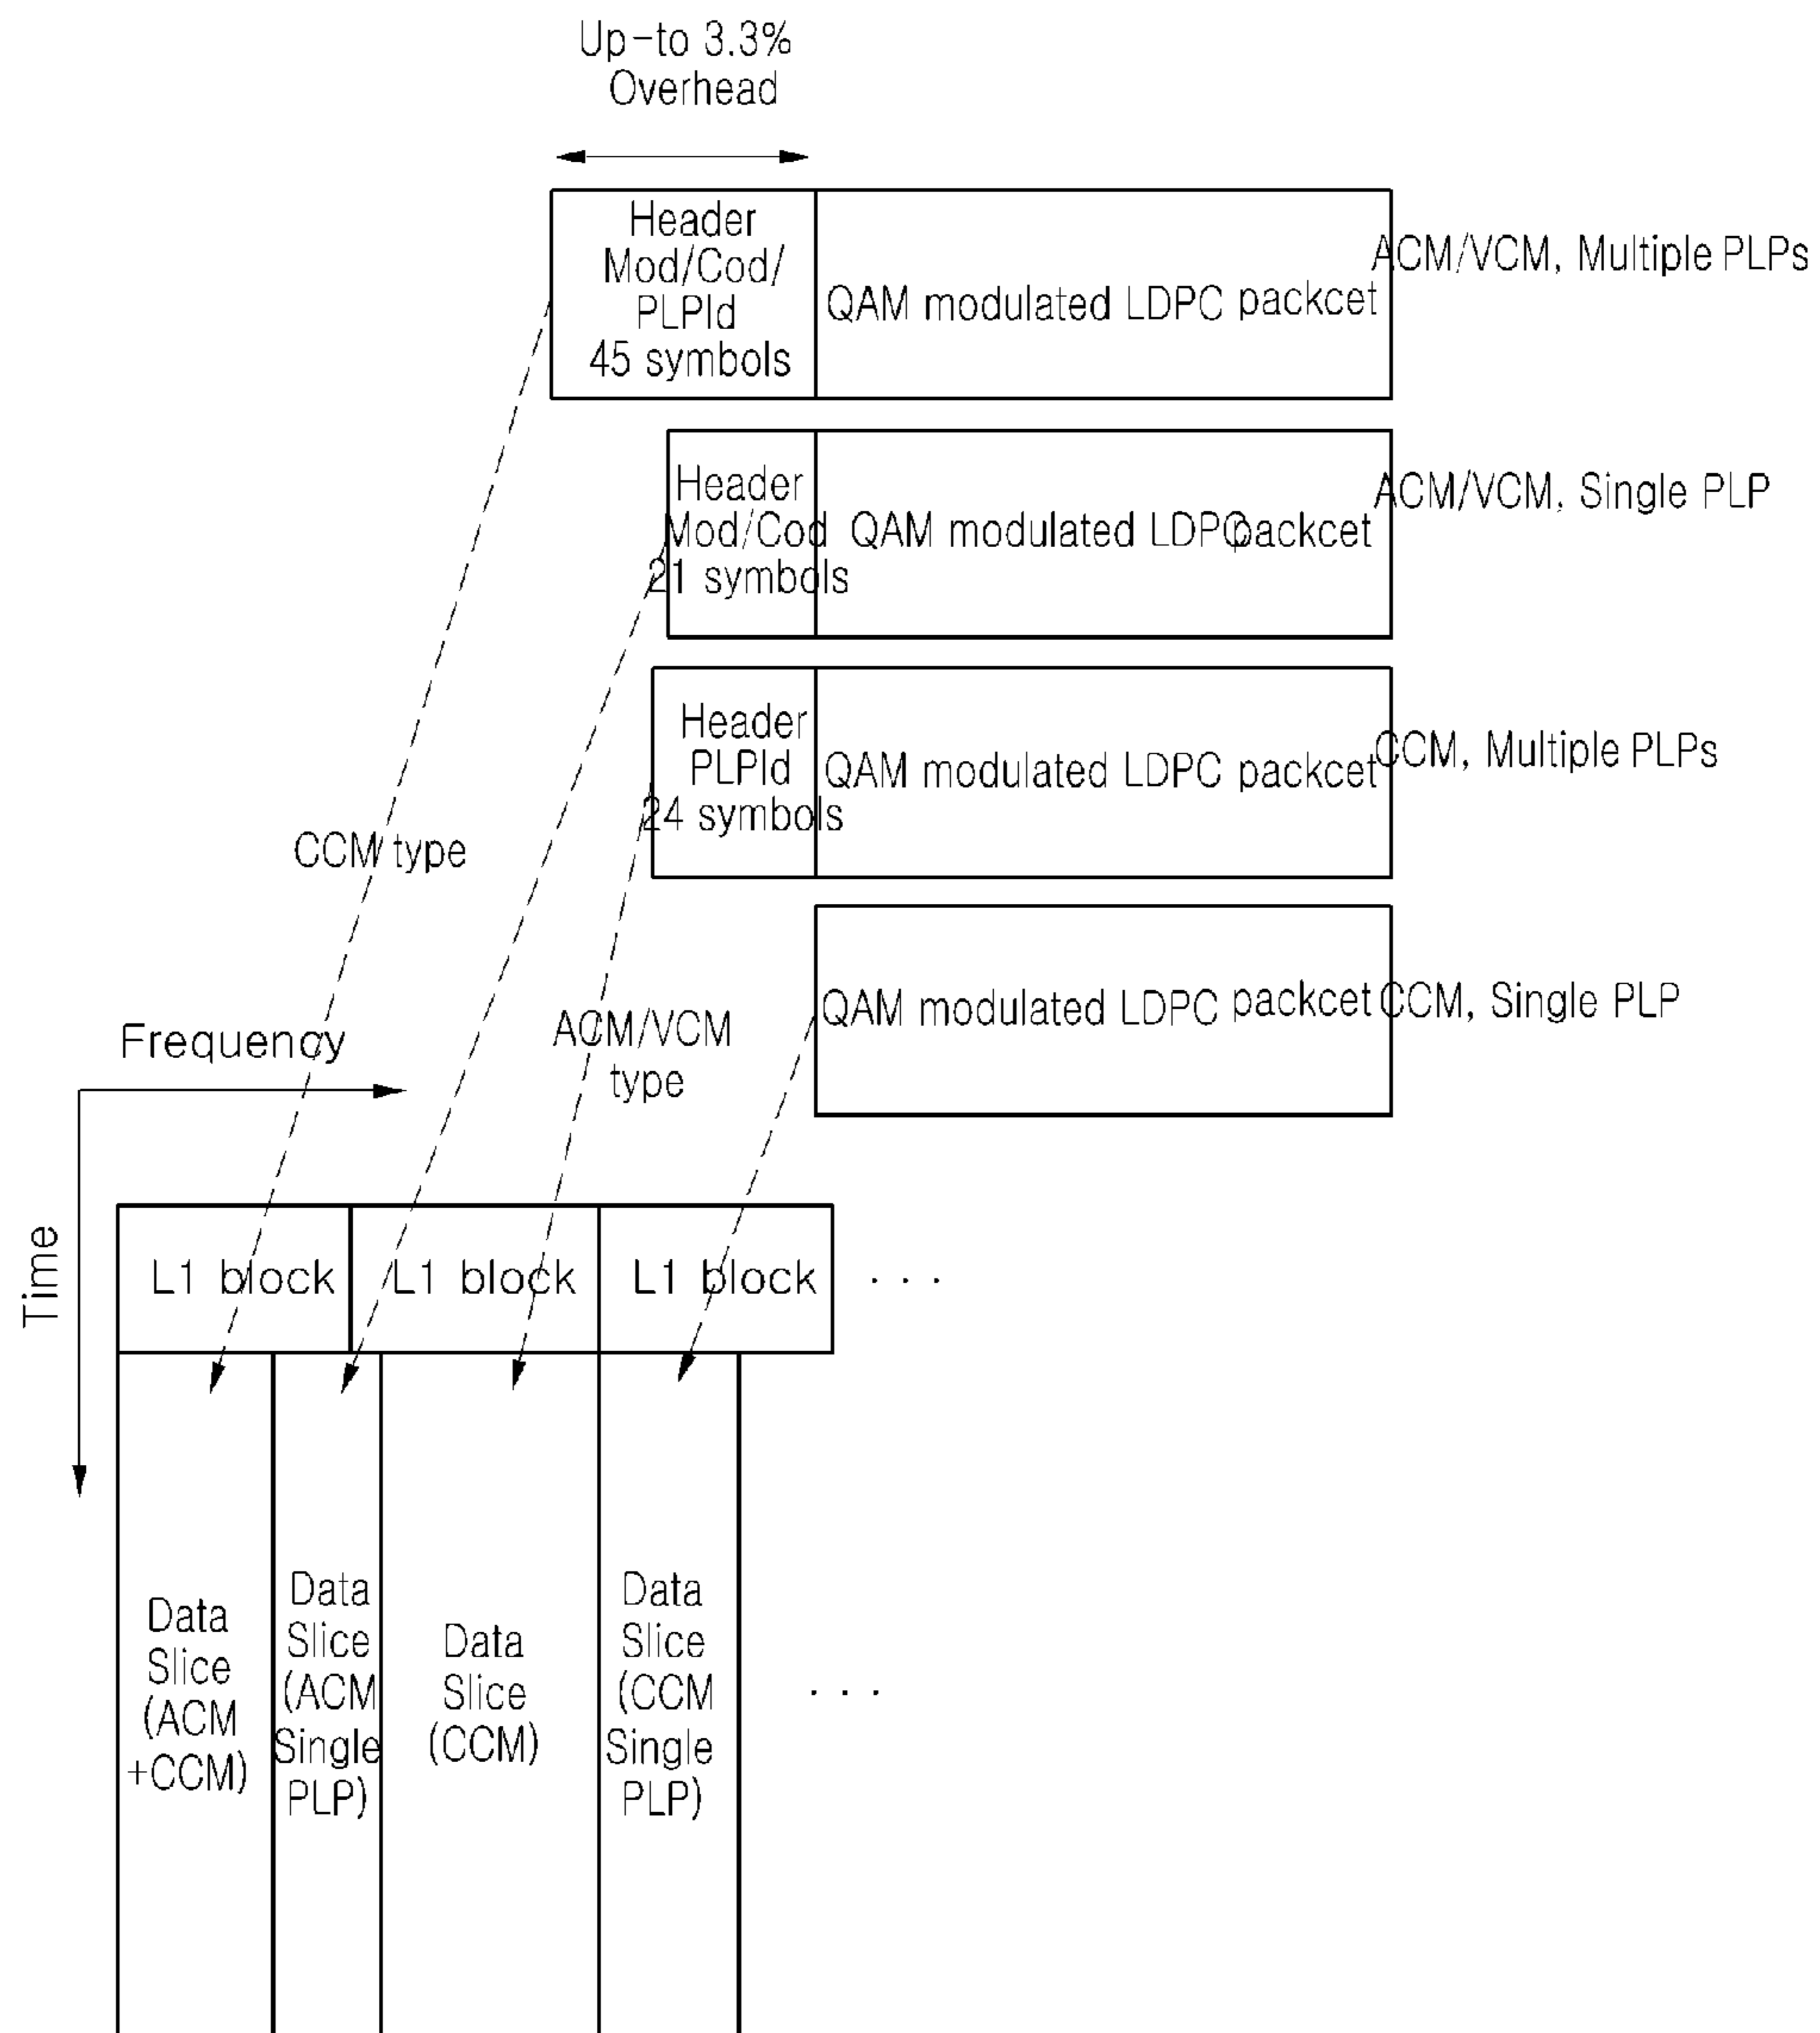 Up-to 3.3%
Overhead
Header
Mod/Cod/
PLPId
45 symbols
QAM modulated LDPC packcet
ACM/VCM, Multiple PLPs
Header
Mod/Cod
21 symbols
QAM modulated LDPC packcet
ACM/VCM, Single PLP
Header
PLPId
24 symbols
QAM modulated LDPC packcet
CCM, Multiple PLPs
CCM type
QAM modulated LDPC packcet
CCM, Single PLP
ACM/VCM
type
Frequency
Time
L1 block
L1 block
L1 block
. . .
Data
Slice
(ACM
+CCM)
Data
Slice
(ACM
Single
PLP)
Data
Slice
(CCM)
Data
Slice
(CCM
Single
PLP)
. . .